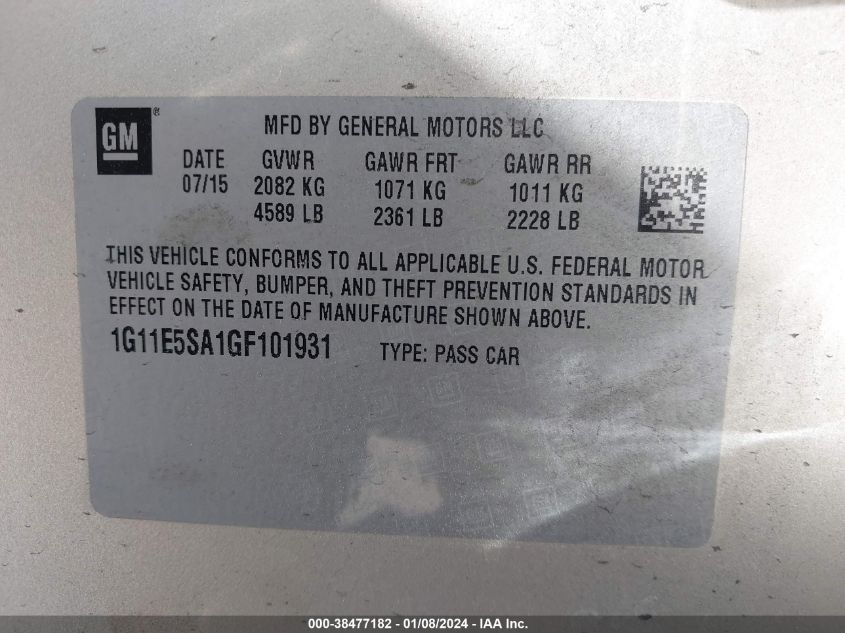 GM®
MFD BY GENERAL MOTORS LLC
DATE GVWR GAWR FRT GAWR RR
07/15 2082 KG 1071 KG 1011 KG
4589 LB 2361 LB 2228 LB
THIS VEHICLE CONFORMS TO ALL APPLICABLE U.S. FEDERAL MOTOR
VEHICLE SAFETY, BUMPER, AND THEFT PREVENTION STANDARDS IN
EFFECT ON THE DATE OF MANUFACTURE SHOWN ABOVE.
1G11E5SA1GF101931 TYPE: PASS CAR
000-38477182 - 01/08/2024 - IAA Inc.